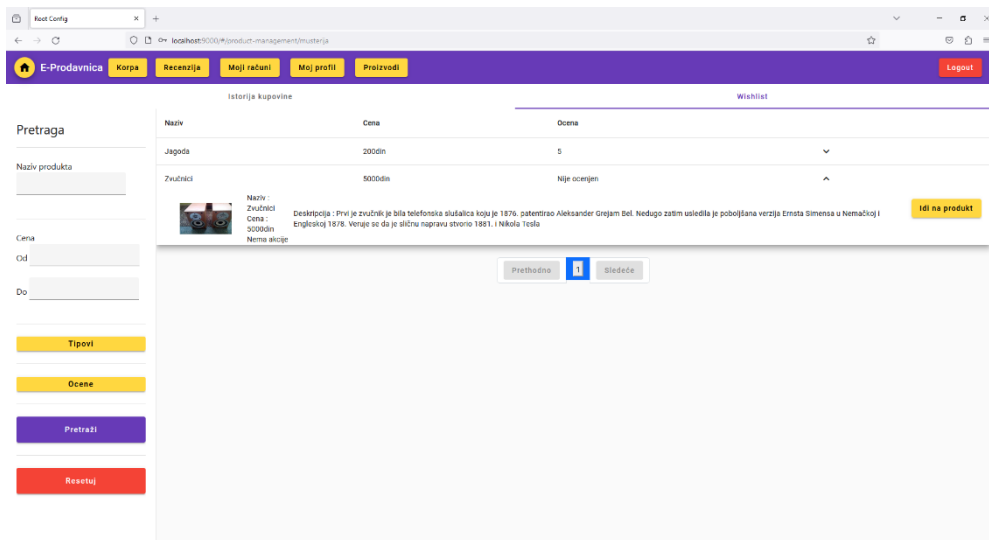 Root Config
localhost:9000/#/product-management/musterija
E-Prodavnica Korpa Recenzija Moji računi Moj profil Proizvodi Logout
Istorija kupovine Wishlist
Pretraga
Naziv produkta
Cena
Od
Do
Tipovi
Ocene
Pretraži
Resetuj
Naziv Cena Ocena
Jagoda 200din 5
Zvučnici 5000din Nije ocenjen
Naziv :
Zvučnici
Cena :
5000din
Nema akcije
Deskripcija : Prvi je zvučnik je bila telefonska slušalica koju je 1876. patentirao Aleksander Grejam Bel. Nedugo zatim usledila je poboljšana verzija Ernsta Simensa u Nemačkoj i
Engleskoj 1878. Veruje se da je sličnu napravu stvorio 1881. i Nikola Tesla
Idi na produkt
Prethodno 1 Sledeće